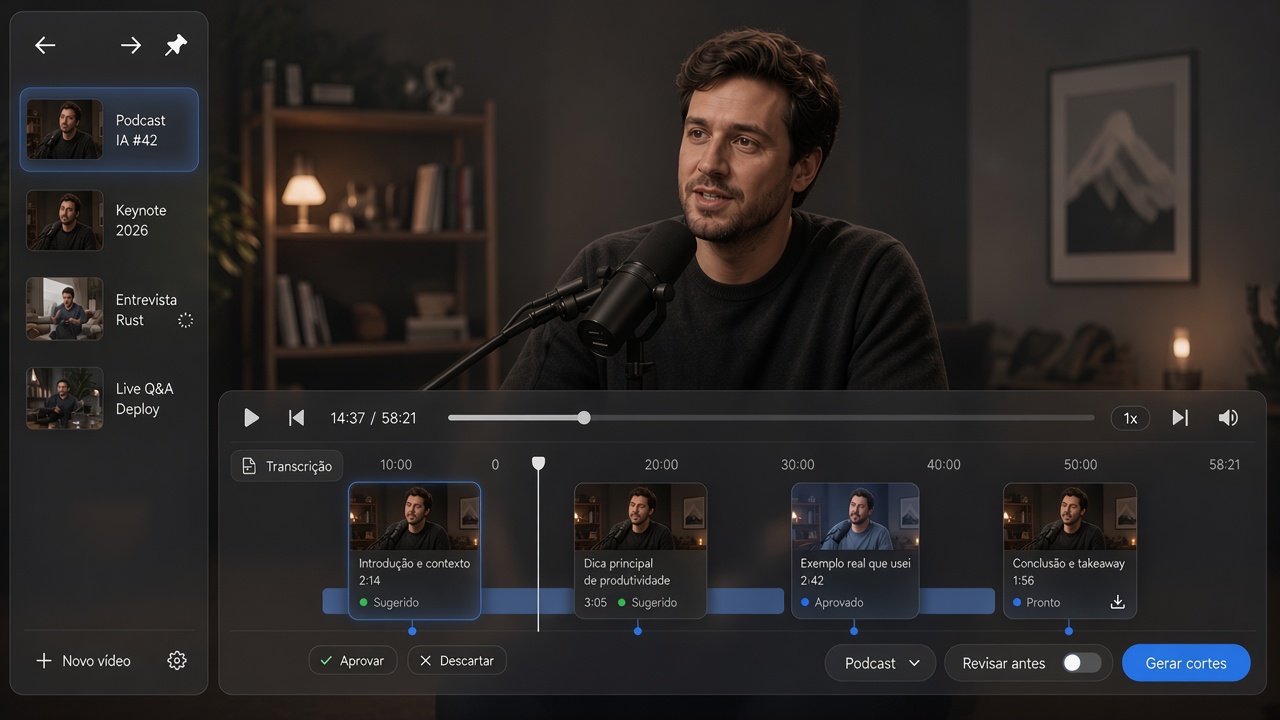 Podcast
IA #42
Keynote
2026
Entrevista
Rust
Live Q&A
Deploy
Novo vídeo
14:37 / 58:21
1x
Transcrição
10:00
0
20:00
30:00
40:00
50:00
58:21
Introdução e contexto
2:14
Sugerido
Dica principal
de produtividade
3:05 Sugerido
Exemplo real que usei
2:42
Aprovado
Conclusão e takeaway
1:56
Pronto
Aprovar
Descartar
Podcast
Revisar antes
Gerar cortes